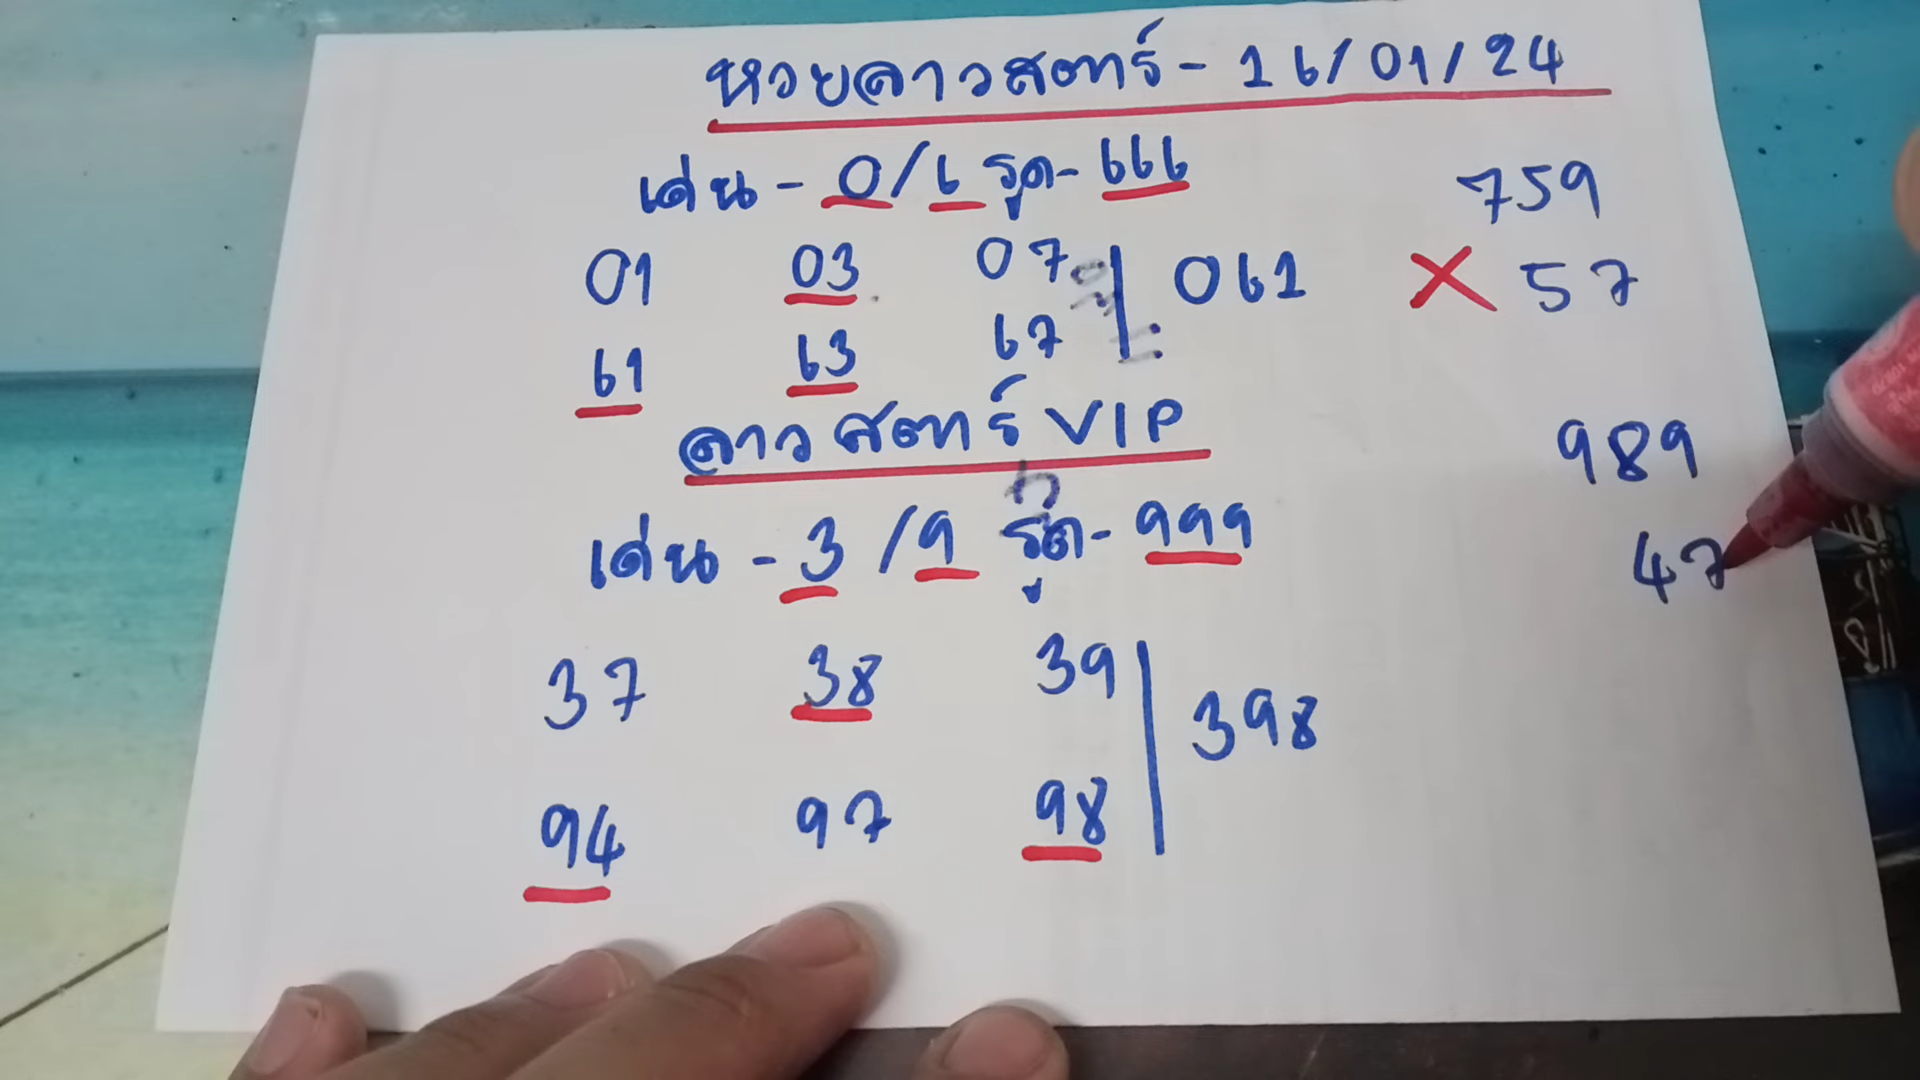 หวยลาวสตาร์ - 16/01/24
เด่น - 0/6 รูด - 666
759
01 03 07 061
× 57
61 63 67
ลาวสตาร์ VIP
989
เด่น - 3/9 รูด - 999
47
37 38 39 398
94 97 98